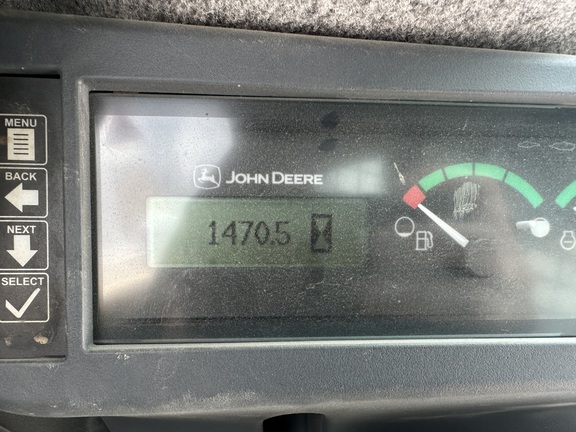 MENU
BACK
NEXT
SELECT
JOHN DEERE
1470.5